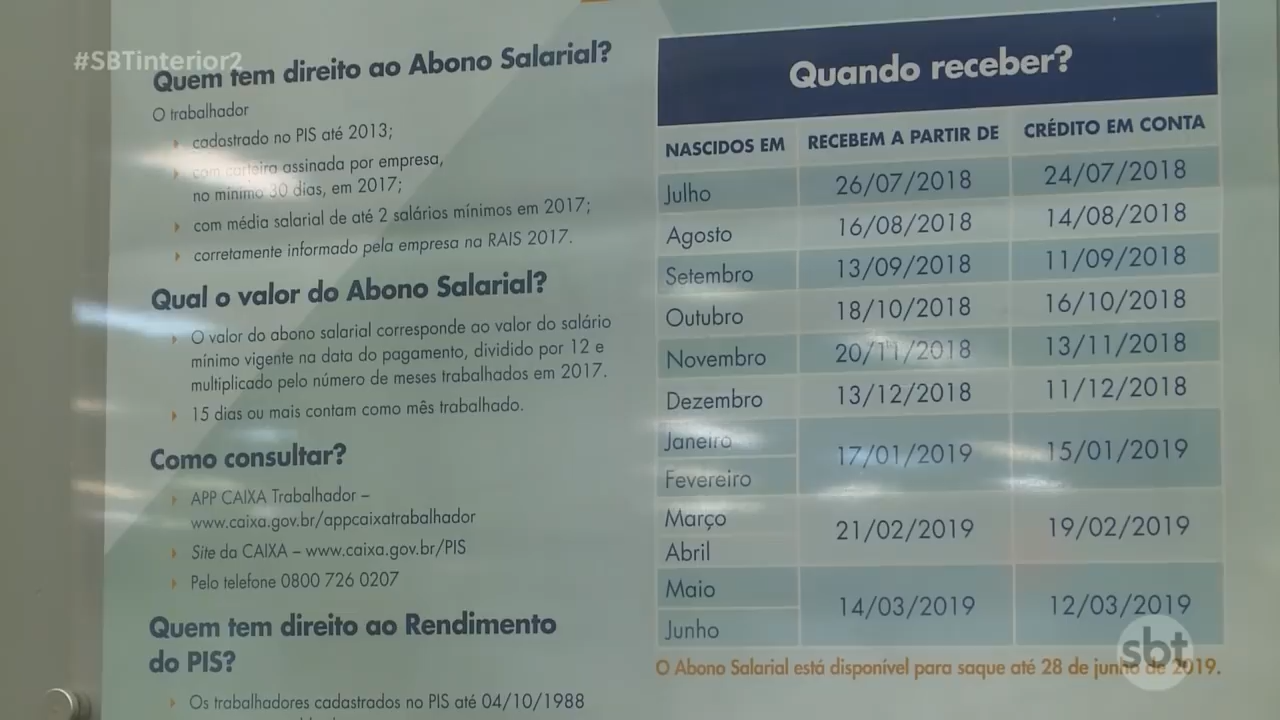 #SBTinterior2
Quem tem direito ao Abono Salarial?
O trabalhador
cadastrado no PIS até 2013;
com carteira assinada por empresa,
no mínimo 30 dias, em 2017;
com média salarial de até 2 salários mínimos em 2017;
corretamente informado pela empresa na RAIS 2017.
Qual o valor do Abono Salarial?
O valor do abono salarial corresponde ao valor do salário
mínimo vigente na data do pagamento, dividido por 12 e
multiplicado pelo número de meses trabalhados em 2017.
15 dias ou mais contam como mês trabalhado.
Como consultar?
APP CAIXA Trabalhador –
www.caixa.gov.br/appcaixatrabalhador
Site da CAIXA – www.caixa.gov.br/PIS
Pelo telefone 0800 726 0207
Quem tem direito ao Rendimento
do PIS?
Os trabalhadores cadastrados no PIS até 04/10/1988
Quando receber?
NASCIDOS EM RECEBEM A PARTIR DE CRÉDITO EM CONTA
Julho 26/07/2018 24/07/2018
Agosto 16/08/2018 14/08/2018
Setembro 13/09/2018 11/09/2018
Outubro 18/10/2018 16/10/2018
Novembro 20/11/2018 13/11/2018
Dezembro 13/12/2018 11/12/2018
Janeiro 17/01/2019 15/01/2019
Fevereiro
Março 21/02/2019 19/02/2019
Abril
Maio 14/03/2019 12/03/2019
Junho
O Abono Salarial está disponível para saque até 28 de junho de 2019.
sbt